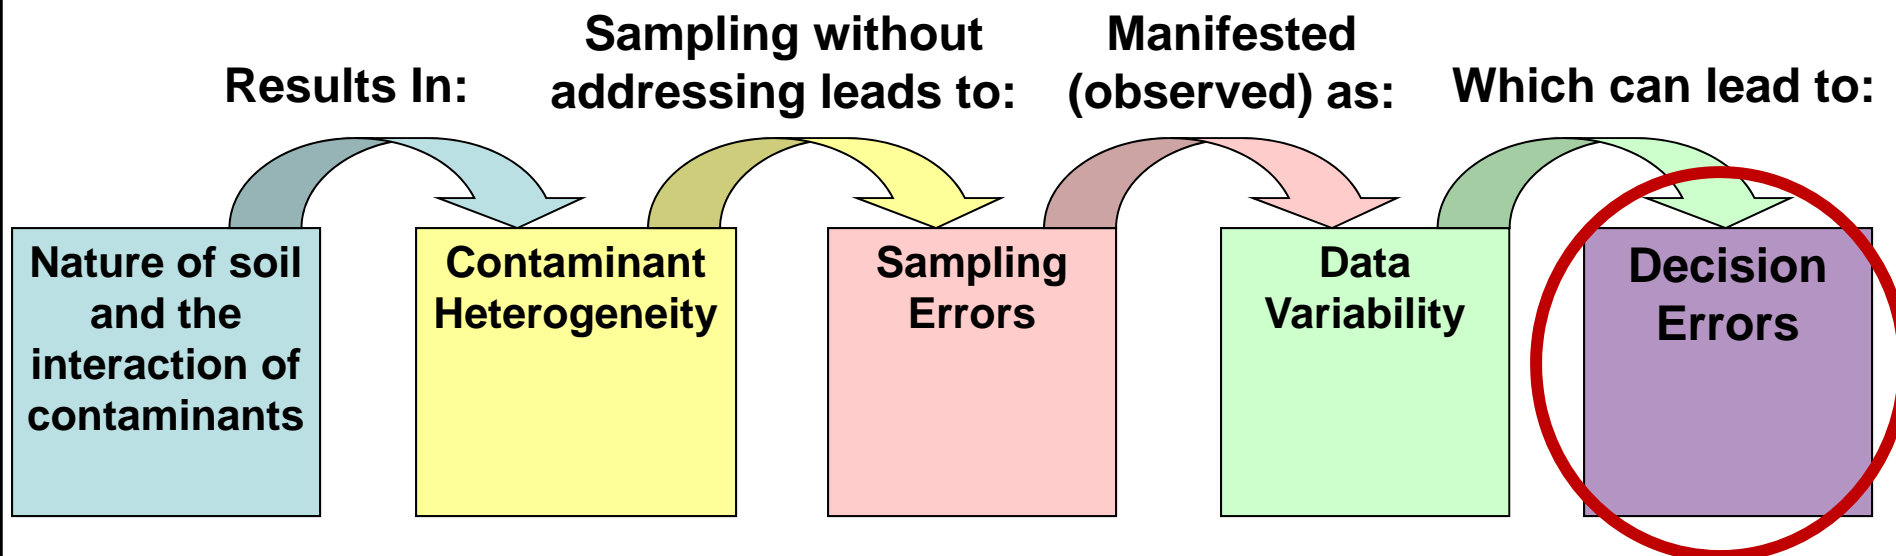 Results In:
Sampling without
addressing leads to:
Manifested
(observed) as:
Which can lead to:
Nature of soil
and the
interaction of
contaminants
Contaminant
Heterogeneity
Sampling
Errors
Data
Variability
Decision
Errors